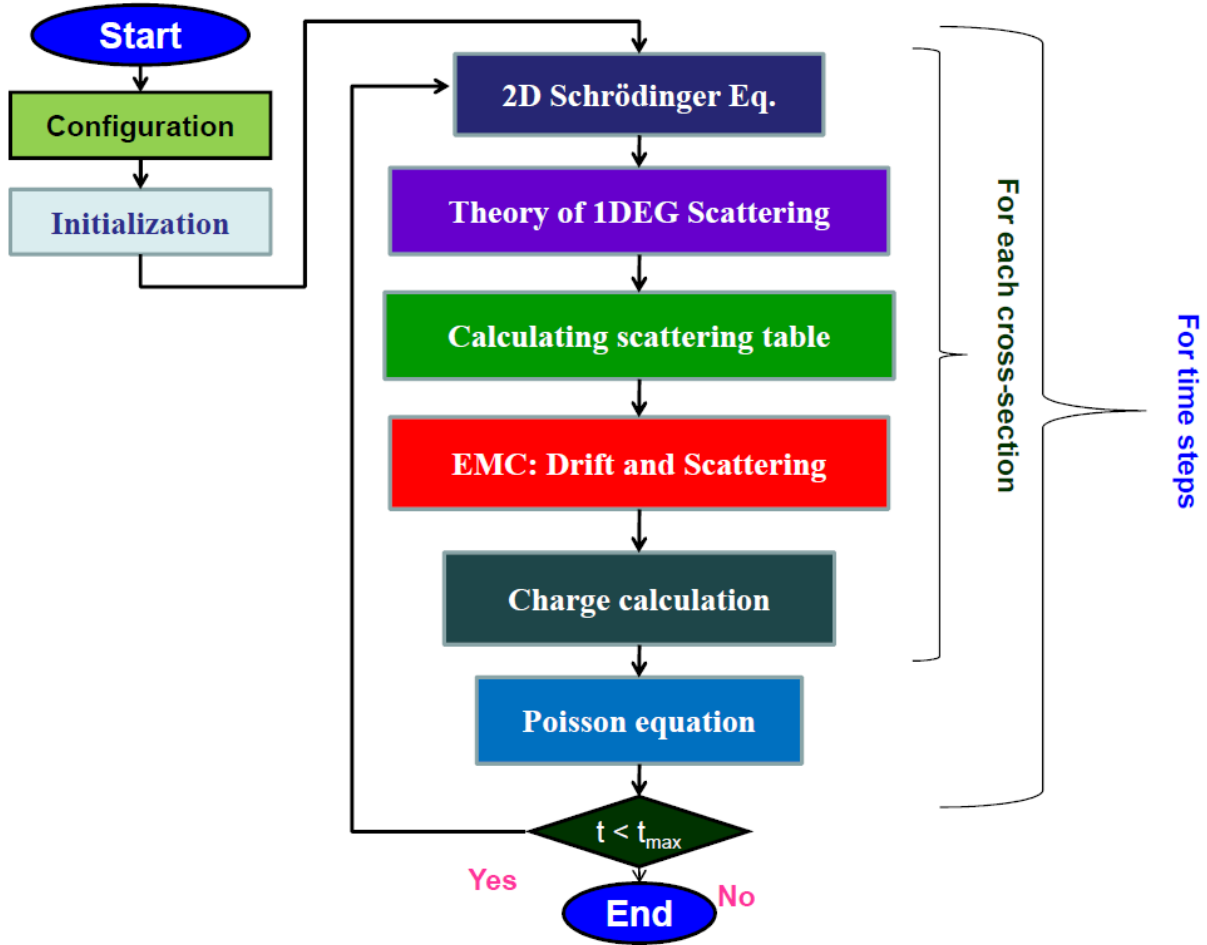 Start
Configuration
Initialization
2D Schrödinger Eq.
Theory of 1DEG Scattering
Calculating scattering table
EMC: Drift and Scattering
Charge calculation
Poisson equation
t < tmax
Yes
No
End
For each cross-section
For time steps